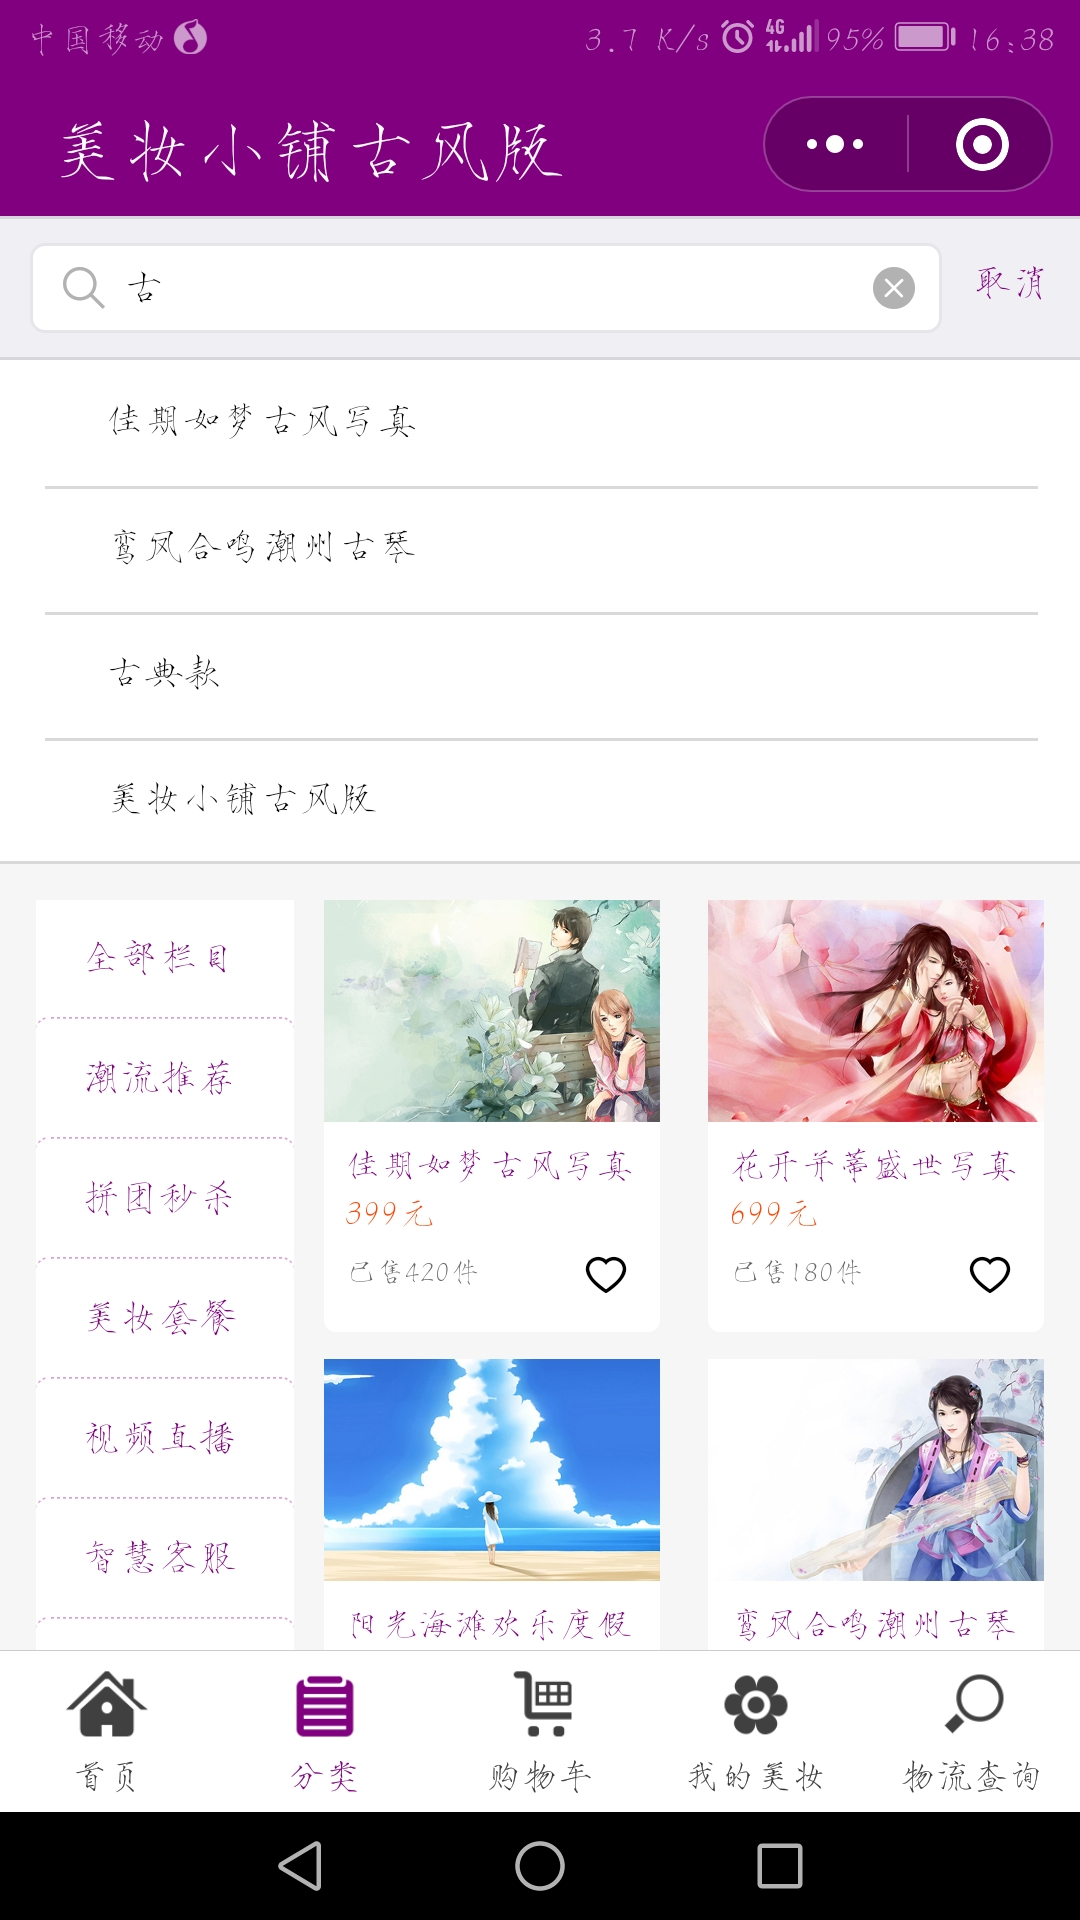 中国移动 3.7 K/s 4G 95% 16:38
美妆小铺古风版
古 取消
佳期如梦古风写真
鸾凤合鸣潮州古琴
古典款
美妆小铺古风版
全部栏目
潮流推荐
拼团秒杀
美妆套餐
视频直播
智慧客服
佳期如梦古风写真
399元
已售420件
花开并蒂盛世写真
699元
已售180件
阳光海滩欢乐度假
鸾凤合鸣潮州古琴
首页 分类 购物车 我的美妆 物流查询